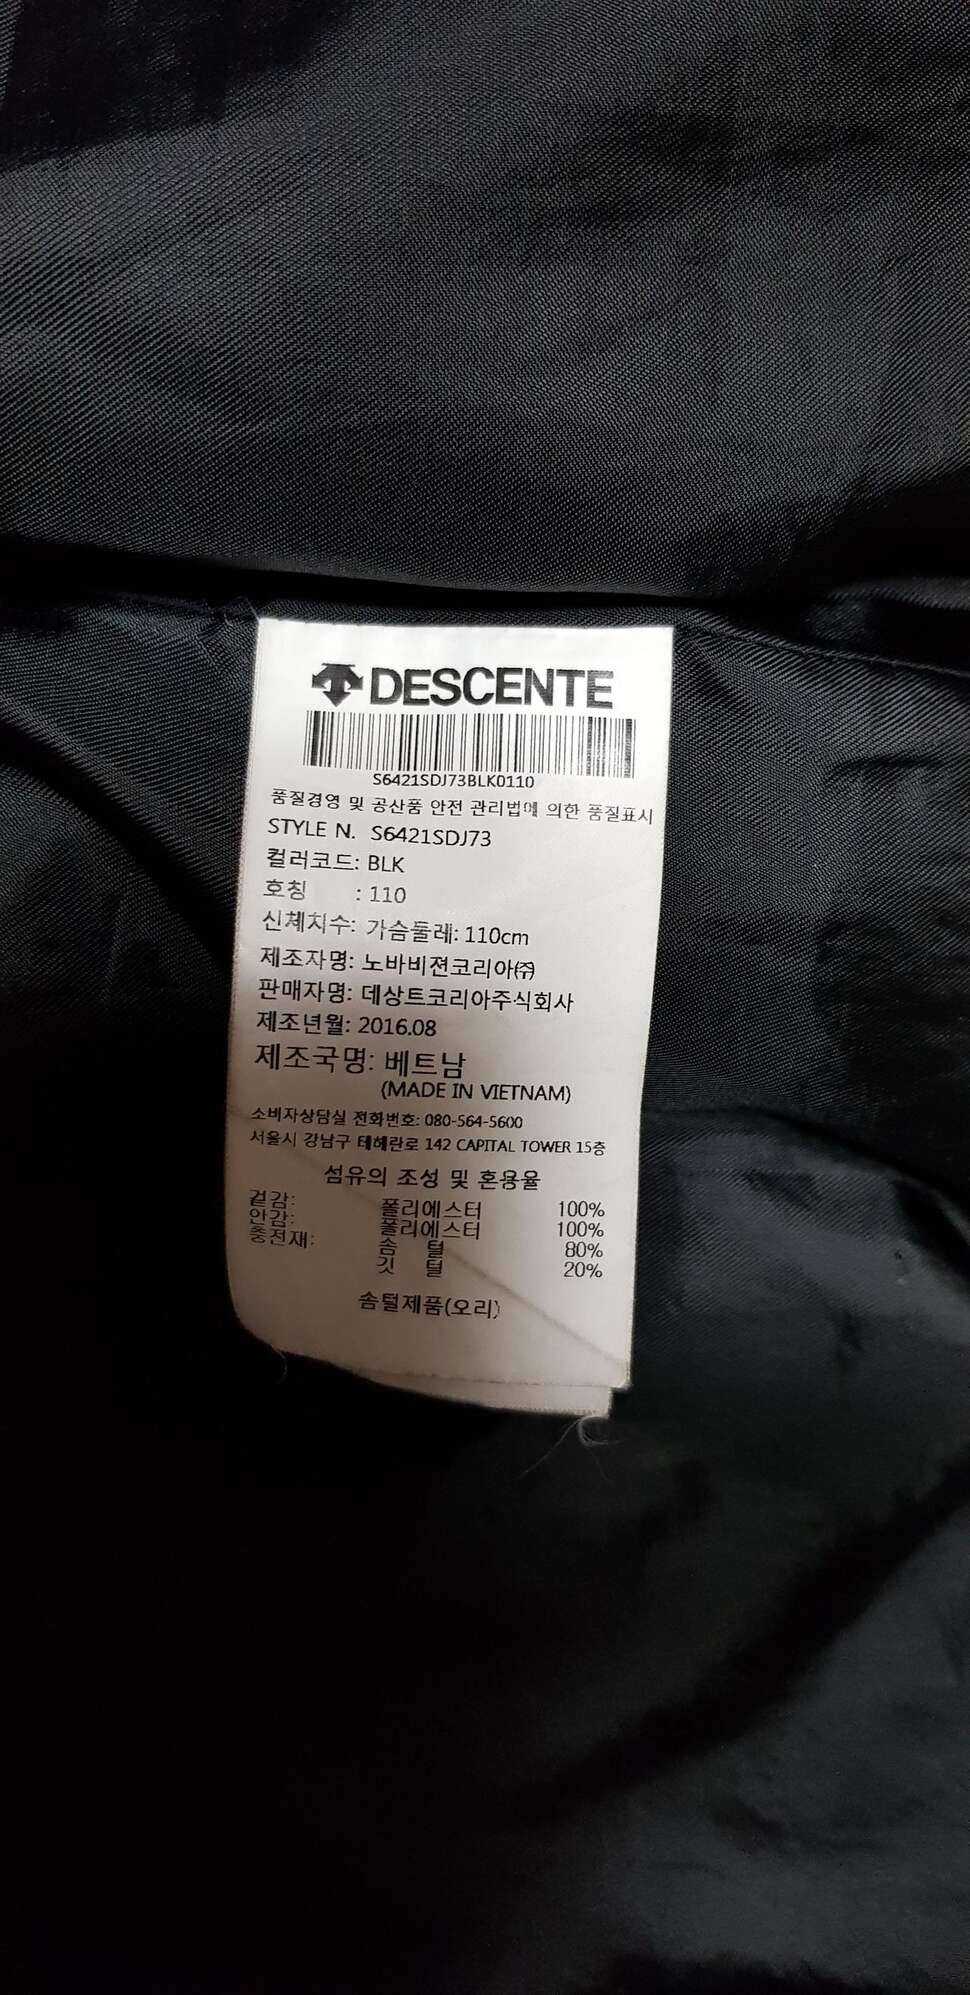 DESCENTE
S6421SDJ73BLK0110
품질경영 및 공산품 안전 관리법에 의한 품질표시
STYLE N. S6421SDJ73
컬러코드: BLK
호칭 : 110
신체치수: 가슴둘레: 110cm
제조자명: 노바비젼코리아㈜
판매자명: 데상트코리아주식회사
제조년월: 2016.08
제조국명: 베트남
(MADE IN VIETNAM)
소비자상담실 전화번호: 080-564-5600
서울시 강남구 테헤란로 142 CAPITAL TOWER 15층
섬유의 조성 및 혼용율
겉감: 폴리에스터 100%
안감: 폴리에스터 100%
충전재: 솜 털 80%
깃 털 20%
솜털제품(오리)